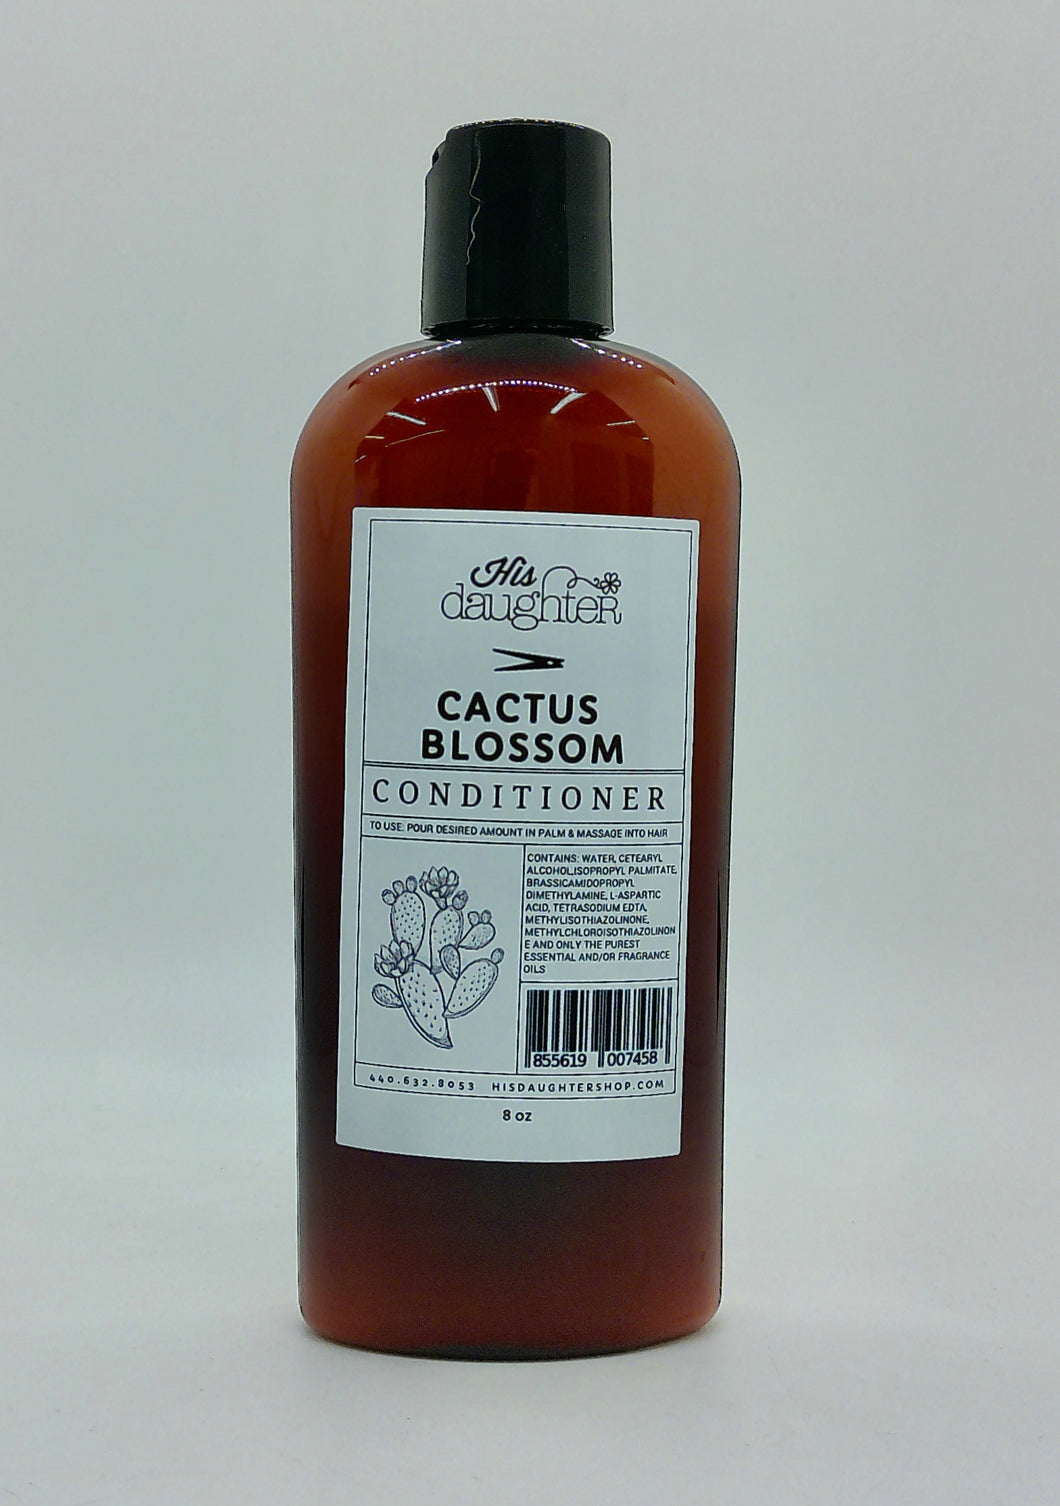 His
daughter
CACTUS
BLOSSOM
CONDITIONER
TO USE: POUR DESIRED AMOUNT IN PALM & MASSAGE INTO HAIR
CONTAINS: WATER, CETEARYL
ALCOHOL,ISOPROPYL PALMITATE,
BRASSICAMIDOPROPYL
DIMETHYLAMINE, L-ASPARTIC
ACID, TETRASODIUM EDTA,
METHYLISOTHIAZOLINONE,
METHYLCHLOROISOTHIAZOLINON
E AND ONLY THE PUREST
ESSENTIAL AND/OR FRAGRANCE
OILS
855619 007458
440.632.8053 HISDAUGHTERSHOP.COM
8 oz